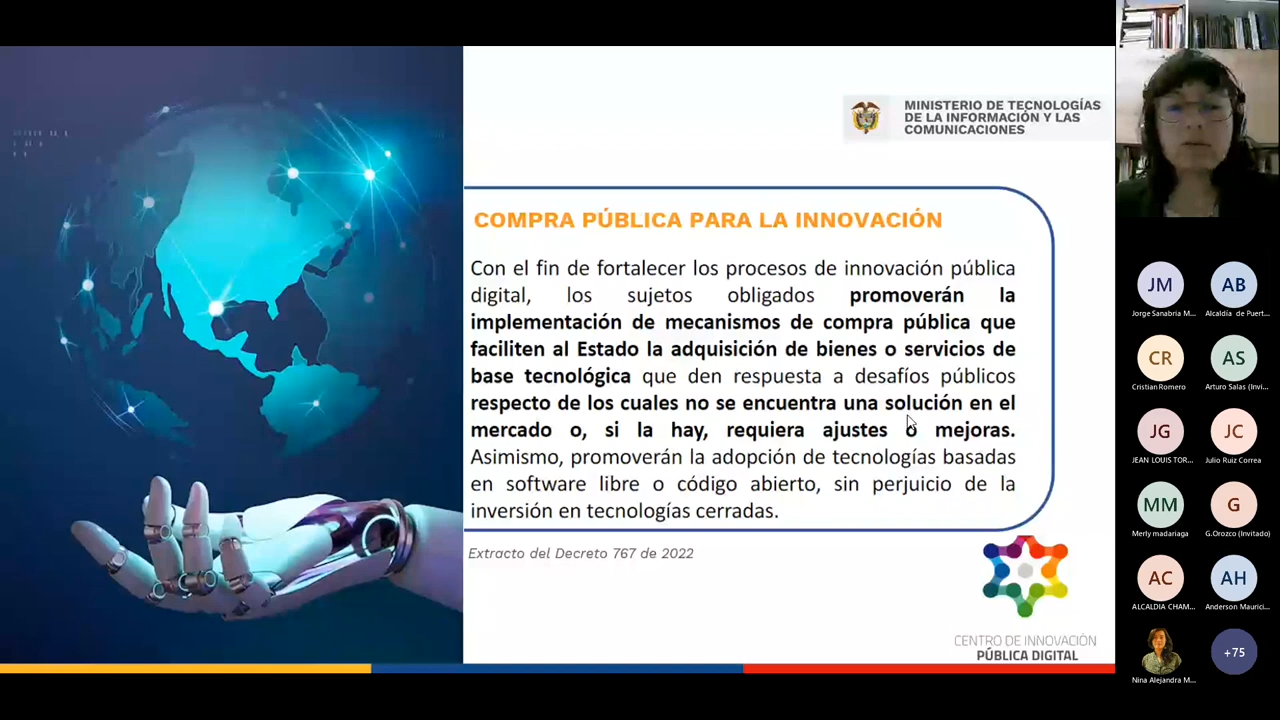 MINISTERIO DE TECNOLOGÍAS
DE LA INFORMACIÓN Y LAS
COMUNICACIONES
COMPRA PÚBLICA PARA LA INNOVACIÓN
Con el fin de fortalecer los procesos de innovación pública
digital, los sujetos obligados promoverán la
implementación de mecanismos de compra pública que
faciliten al Estado la adquisición de bienes o servicios de
base tecnológica que den respuesta a desafíos públicos
respecto de los cuales no se encuentra una solución en el
mercado o, si la hay, requiera ajustes o mejoras.
Asimismo, promoverán la adopción de tecnologías basadas
en software libre o código abierto, sin perjuicio de la
inversión en tecnologías cerradas.
Extracto del Decreto 767 de 2022
CENTRO DE INNOVACIÓN
PÚBLICA DIGITAL
JM
Jorge Sanabria M...
AB
Alcaldía de Puert...
CR
Cristian Romero
AS
Arturo Salas (Invi...
JG
JEAN LOUIS TOR...
JC
Julio Ruiz Correa
MM
Merly madariaga
G
G.Orozco (Invitado)
AC
ALCALDIA CHAM...
AH
Anderson Maurici...
Nina Alejandra M...
+75